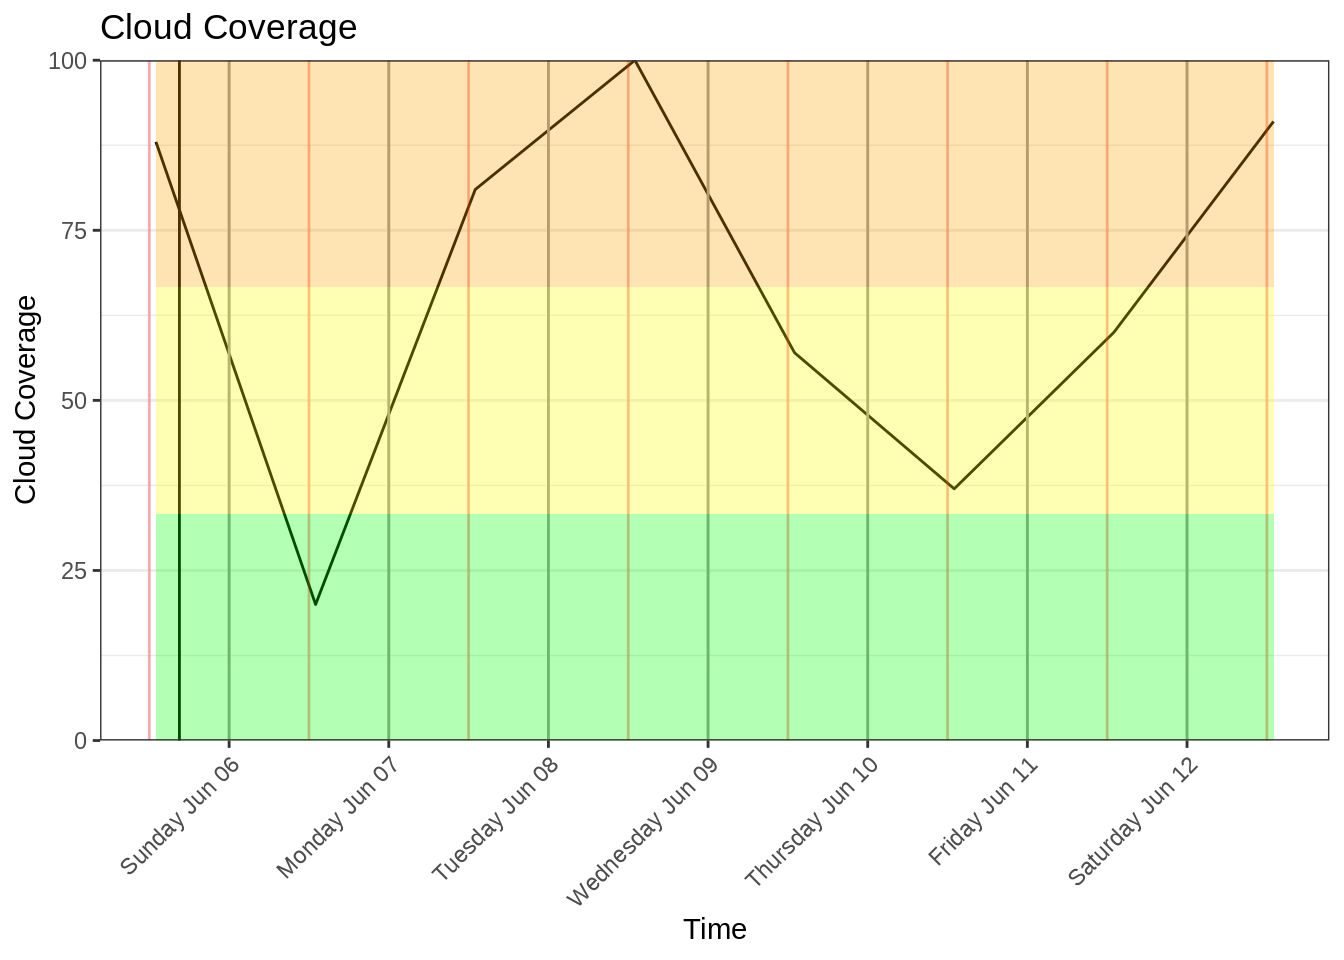 Cloud Coverage
100
75
50
25
0
Cloud Coverage
Sunday Jun 06
Monday Jun 07
Tuesday Jun 08
Wednesday Jun 09
Thursday Jun 10
Friday Jun 11
Saturday Jun 12
Time